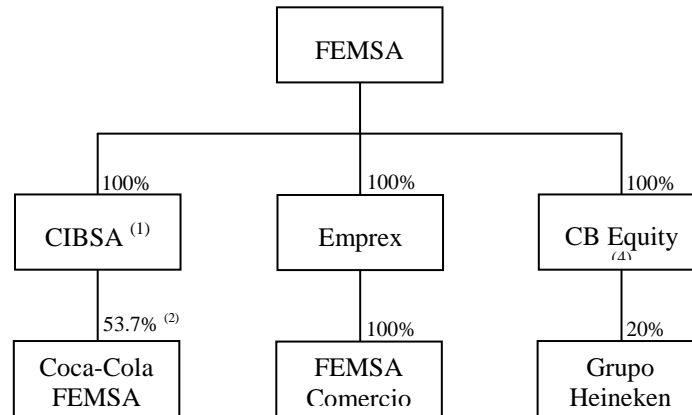 FEMSA
100%
100%
100%
CIBSA (1)
Emprex
CB Equity
(4)
53.7% (2)
100%
20%
Coca-Cola
FEMSA
FEMSA
Comercio
Grupo
Heineken